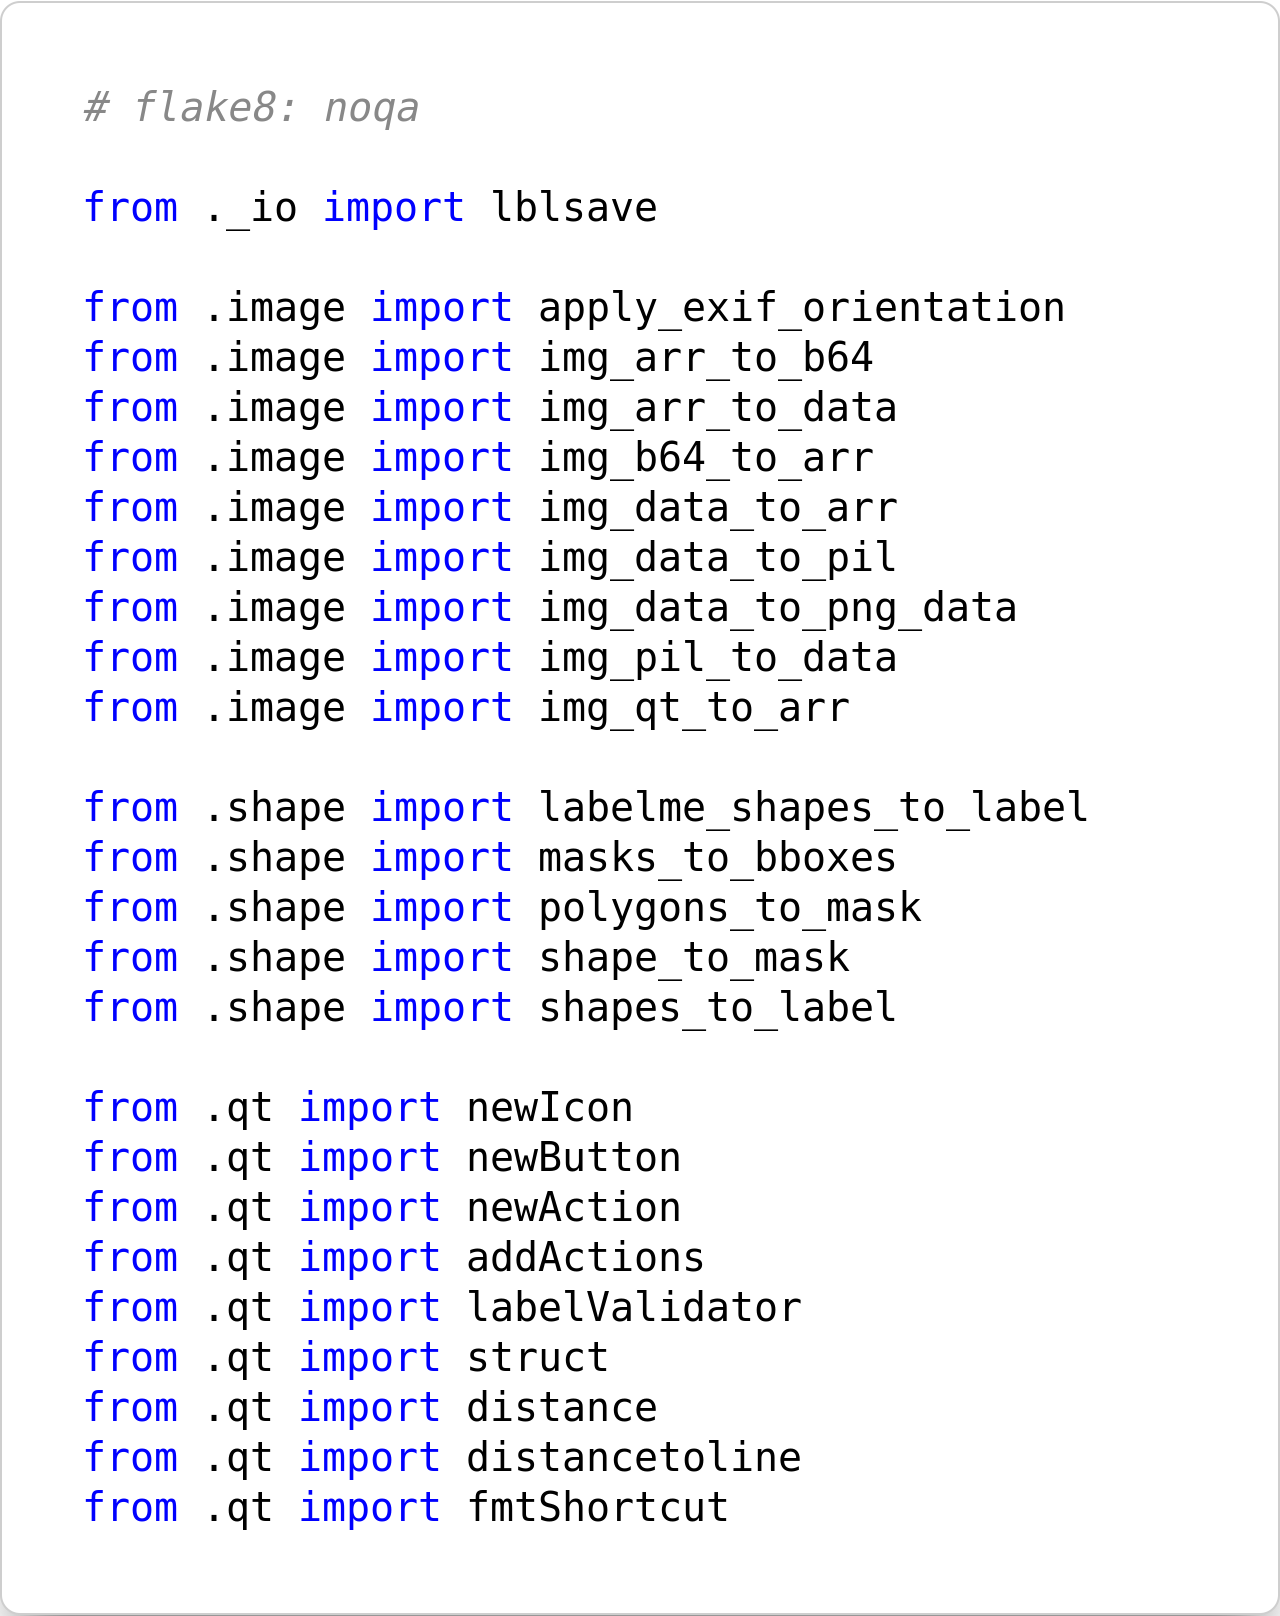 # flake8: noqa

from ._io import lblsave

from .image import apply_exif_orientation
from .image import img_arr_to_b64
from .image import img_arr_to_data
from .image import img_b64_to_arr
from .image import img_data_to_arr
from .image import img_data_to_pil
from .image import img_data_to_png_data
from .image import img_pil_to_data
from .image import img_qt_to_arr

from .shape import labelme_shapes_to_label
from .shape import masks_to_bboxes
from .shape import polygons_to_mask
from .shape import shape_to_mask
from .shape import shapes_to_label

from .qt import newIcon
from .qt import newButton
from .qt import newAction
from .qt import addActions
from .qt import labelValidator
from .qt import struct
from .qt import distance
from .qt import distancetoline
from .qt import fmtShortcut